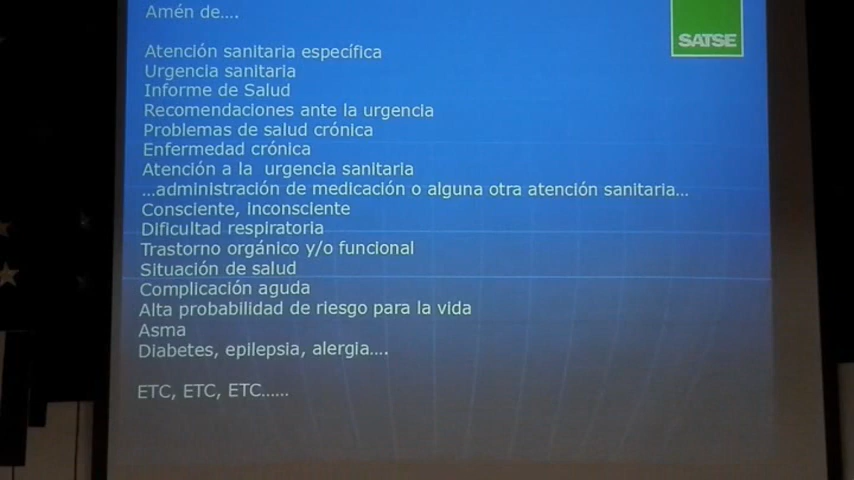 Amén de....
SATSE
Atención sanitaria específica
Urgencia sanitaria
Informe de Salud
Recomendaciones ante la urgencia
Problemas de salud crónica
Enfermedad crónica
Atención a la  urgencia sanitaria
...administración de medicación o alguna otra atención sanitaria...
Consciente, inconsciente
Dificultad respiratoria
Trastorno orgánico y/o funcional
Situación de salud
Complicación aguda
Alta probabilidad de riesgo para la vida
Asma
Diabetes, epilepsia, alergia....
ETC, ETC, ETC......